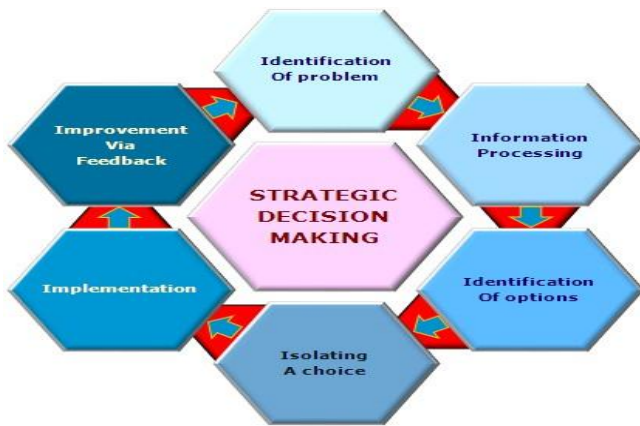 Identification
Of problem
Information
Processing
Identification
Of options
Isolating
A choice
Implementation
Improvement
Via
Feedback
STRATEGIC
DECISION
MAKING